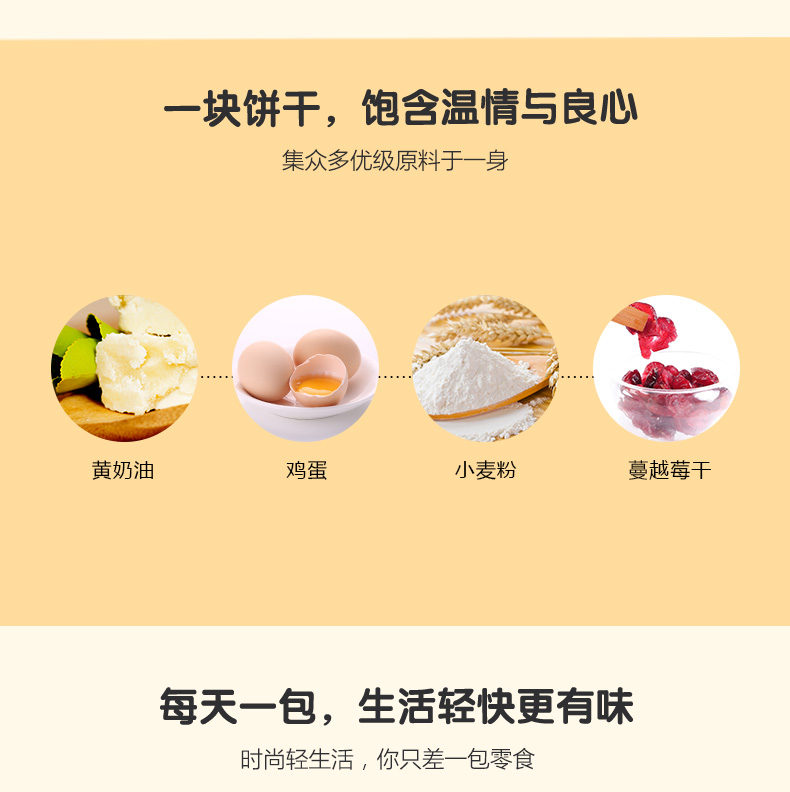 一块饼干，饱含温情与良心
集众多优级原料于一身
黄奶油
鸡蛋
小麦粉
蔓越莓干
每天一包，生活轻快更有味
时尚轻生活，你只差一包零食